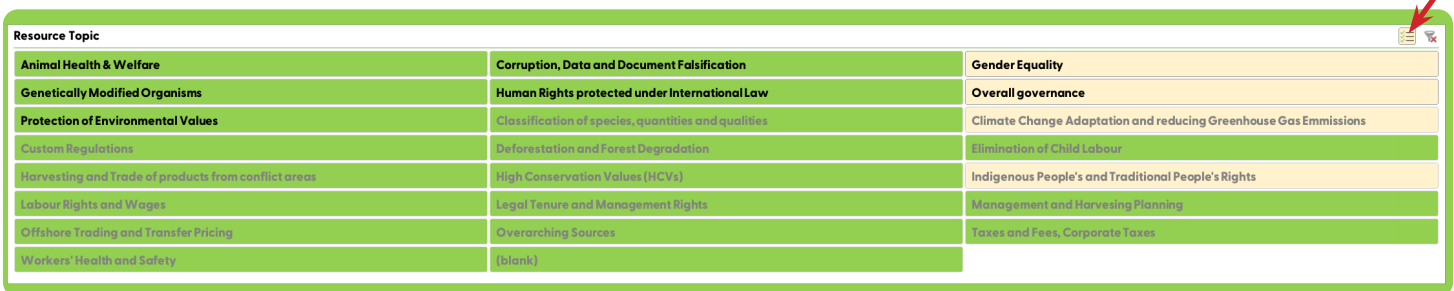 Resource Topic
Animal Health & Welfare
Corruption, Data and Document Falsification
Gender Equality
Genetically Modified Organisms
Human Rights protected under International Law
Overall governance
Protection of Environmental Values
Classification of species, quantities and qualities
Climate Change Adaptation and reducing Greenhouse Gas Emmissions
Custom Regulations
Deforestation and Forest Degradation
Elimination of Child Labour
Harvesting and Trade of products from conflict areas
High Conservation Values (HCVs)
Indigenous People's and Traditional People's Rights
Labour Rights and Wages
Legal Tenure and Management Rights
Management and Harvesing Planning
Offshore Trading and Transfer Pricing
Overarching Sources
Taxes and Fees, Corporate Taxes
Workers' Health and Safety
(blank)